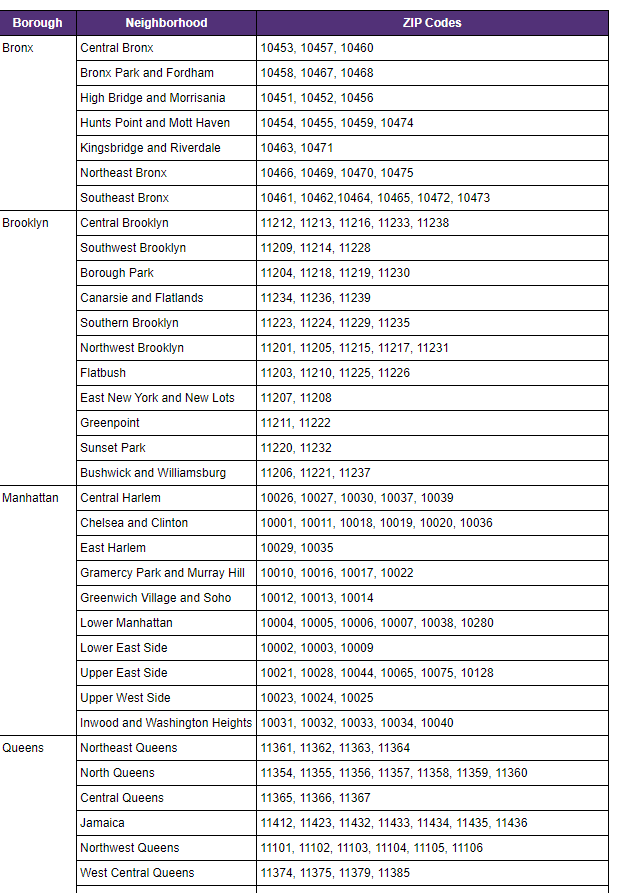 Borough Neighborhood ZIP Codes
Bronx Central Bronx 10453, 10457, 10460
Bronx Park and Fordham 10458, 10467, 10468
High Bridge and Morrisania 10451, 10452, 10456
Hunts Point and Mott Haven 10454, 10455, 10459, 10474
Kingsbridge and Riverdale 10463, 10471
Northeast Bronx 10466, 10469, 10470, 10475
Southeast Bronx 10461, 10462,10464, 10465, 10472, 10473
Brooklyn Central Brooklyn 11212, 11213, 11216, 11233, 11238
Southwest Brooklyn 11209, 11214, 11228
Borough Park 11204, 11218, 11219, 11230
Canarsie and Flatlands 11234, 11236, 11239
Southern Brooklyn 11223, 11224, 11229, 11235
Northwest Brooklyn 11201, 11205, 11215, 11217, 11231
Flatbush 11203, 11210, 11225, 11226
East New York and New Lots 11207, 11208
Greenpoint 11211, 11222
Sunset Park 11220, 11232
Bushwick and Williamsburg 11206, 11221, 11237
Manhattan Central Harlem 10026, 10027, 10030, 10037, 10039
Chelsea and Clinton 10001, 10011, 10018, 10019, 10020, 10036
East Harlem 10029, 10035
Gramercy Park and Murray Hill 10010, 10016, 10017, 10022
Greenwich Village and Soho 10012, 10013, 10014
Lower Manhattan 10004, 10005, 10006, 10007, 10038, 10280
Lower East Side 10002, 10003, 10009
Upper East Side 10021, 10028, 10044, 10065, 10075, 10128
Upper West Side 10023, 10024, 10025
Inwood and Washington Heights 10031, 10032, 10033, 10034, 10040
Queens Northeast Queens 11361, 11362, 11363, 11364
North Queens 11354, 11355, 11356, 11357, 11358, 11359, 11360
Central Queens 11365, 11366, 11367
Jamaica 11412, 11423, 11432, 11433, 11434, 11435, 11436
Northwest Queens 11101, 11102, 11103, 11104, 11105, 11106
West Central Queens 11374, 11375, 11379, 11385